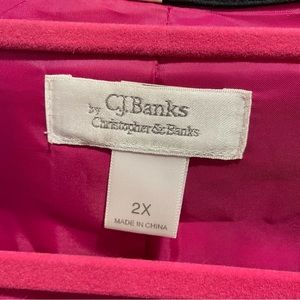 by C.J.Banks
Christopher & Banks
2X
MADE IN CHINA